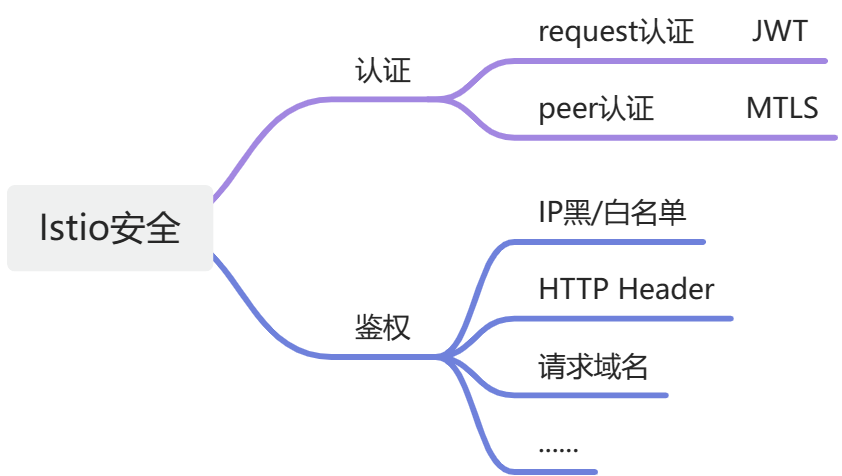 Istio安全
认证
request认证 JWT
peer认证 MTLS
鉴权
IP黑/白名单
HTTP Header
请求域名
......